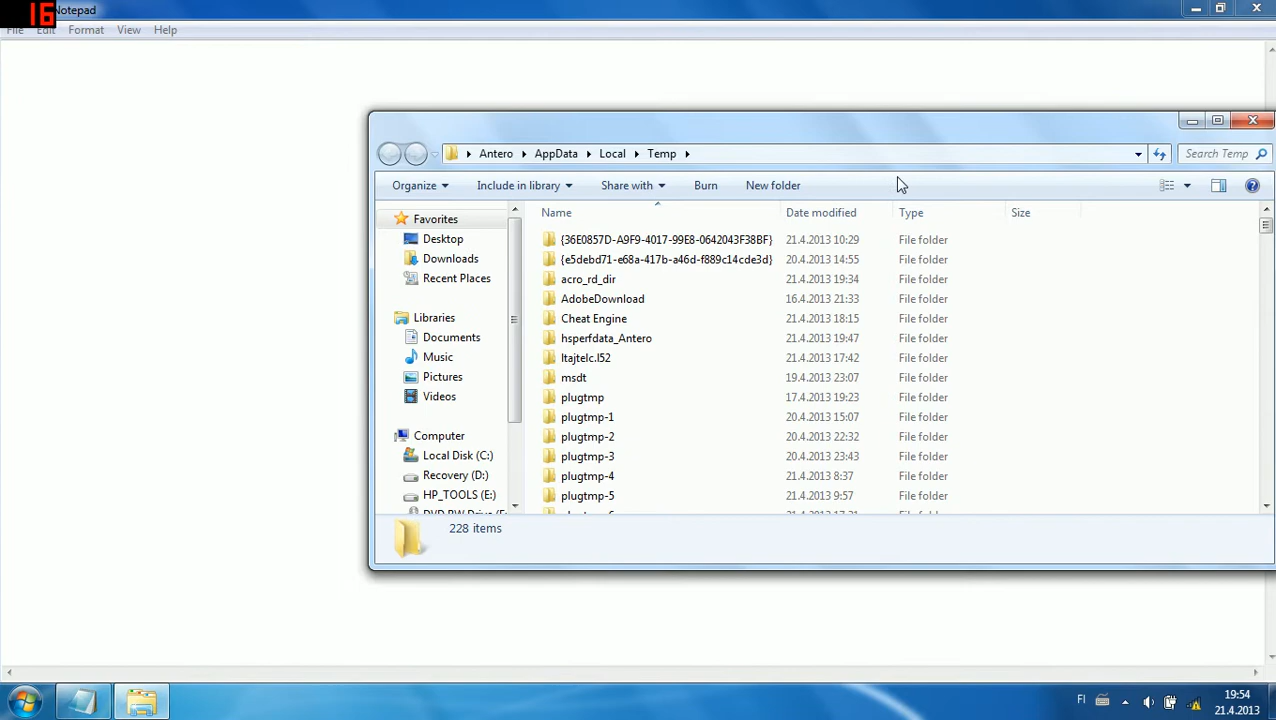 16 Notepad
File Edit Format View Help
Antero AppData Local Temp Search Temp
Organize Include in library Share with Burn New folder
Name Date modified Type Size
Favorites
Desktop
Downloads
Recent Places
Libraries
Documents
Music
Pictures
Videos
Computer
Local Disk (C:)
Recovery (D:)
HP_TOOLS (E:)
{36E0857D-A9F9-4017-99E8-0642043F38BF} 21.4.2013 10:29 File folder
{e5debd71-e68a-417b-a46d-f889c14cde3d} 20.4.2013 14:55 File folder
acro_rd_dir 21.4.2013 19:34 File folder
AdobeDownload 16.4.2013 21:33 File folder
Cheat Engine 21.4.2013 18:15 File folder
hsperfdata_Antero 21.4.2013 19:47 File folder
ltajtelc.l52 21.4.2013 17:42 File folder
msdt 19.4.2013 23:07 File folder
plugtmp 17.4.2013 19:23 File folder
plugtmp-1 20.4.2013 15:07 File folder
plugtmp-2 20.4.2013 22:32 File folder
plugtmp-3 20.4.2013 23:43 File folder
plugtmp-4 21.4.2013 8:37 File folder
plugtmp-5 21.4.2013 9:57 File folder
228 items
FI 19:54
21.4.2013